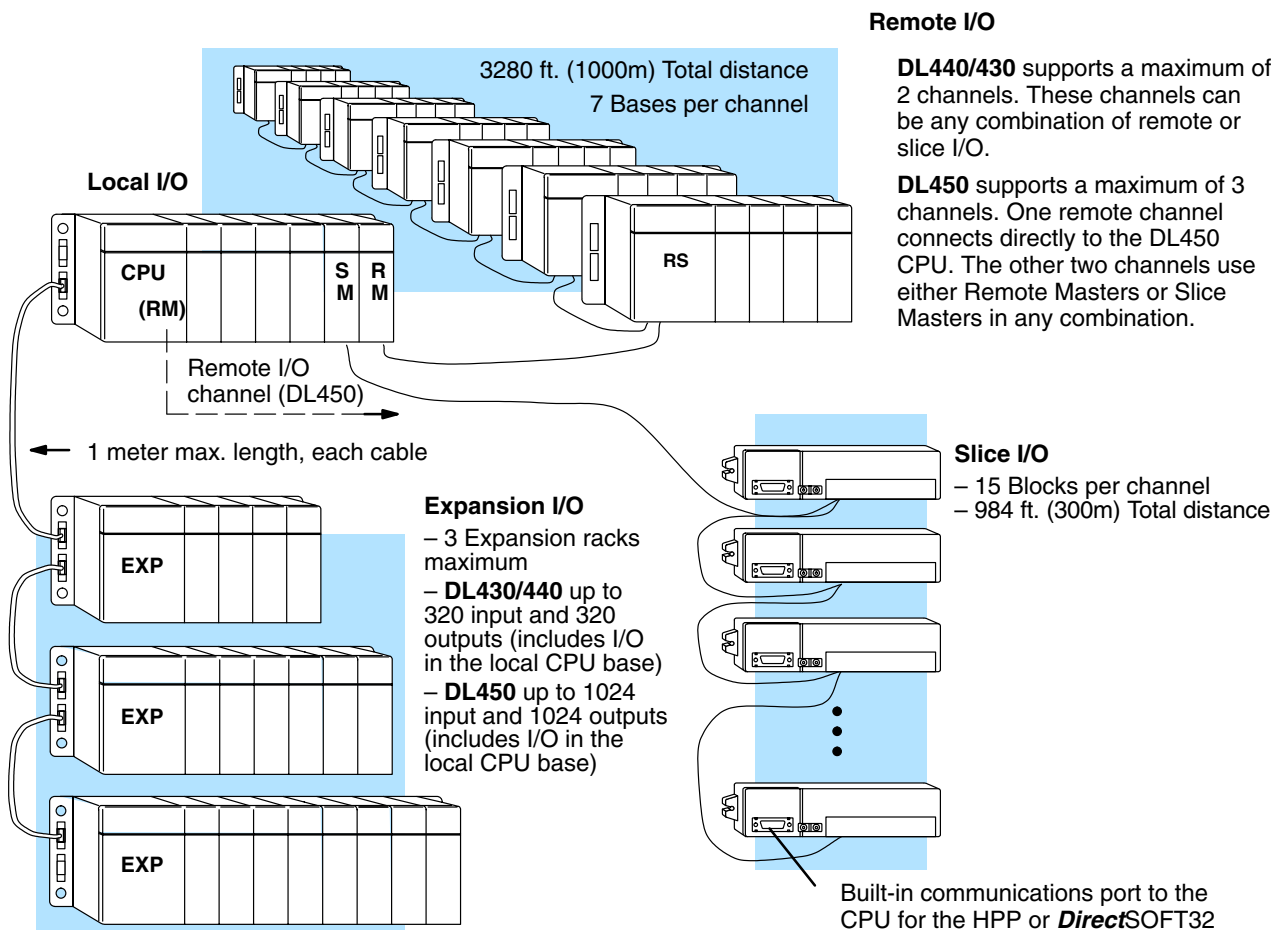 Remote I/O
3280 ft. (1000m) Total distance
7 Bases per channel
DL440/430 supports a maximum of
2 channels. These channels can
be any combination of remote or
slice I/O.
DL450 supports a maximum of 3
channels. One remote channel
connects directly to the DL450
CPU. The other two channels use
either Remote Masters or Slice
Masters in any combination.
Local I/O
CPU
(RM)
S
M
R
M
RS
Remote I/O
channel (DL450)
1 meter max. length, each cable
Expansion I/O
– 3 Expansion racks
maximum
– DL430/440 up to
320 input and 320
outputs (includes I/O
in the local CPU base)
– DL450 up to 1024
input and 1024 outputs
(includes I/O in the
local CPU base)
EXP
EXP
EXP
Slice I/O
– 15 Blocks per channel
– 984 ft. (300m) Total distance
Built-in communications port to the
CPU for the HPP or DirectSOFT32